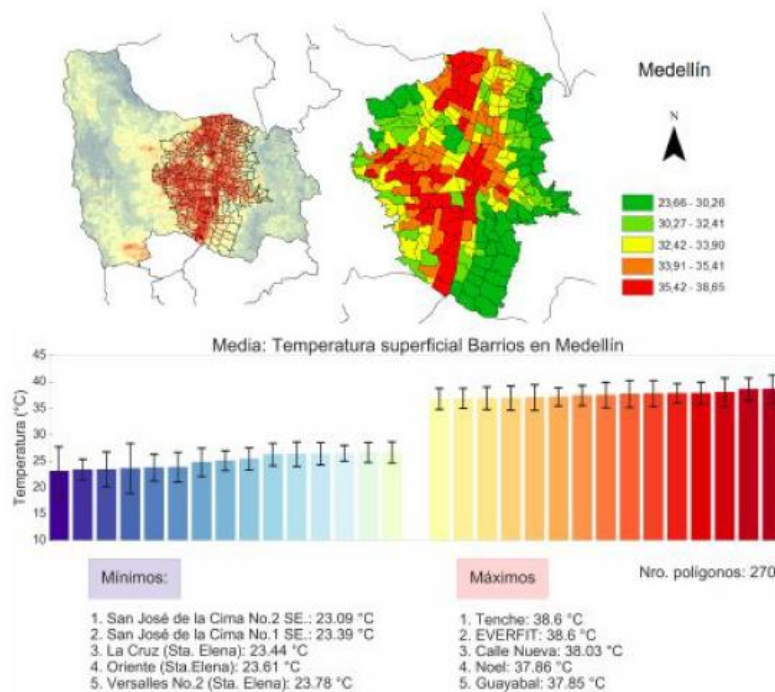 Medellín
N
23,66 - 30,26
30,27 - 32,41
32,42 - 33,90
33,91 - 35,41
35,42 - 38,65
Media: Temperatura superficial Barrios en Medellín
Temperatura (°C)
45
40
35
30
25
20
15
10
Mínimos:
1. San José de la Cima No.2 SE.: 23.09 °C
2. San José de la Cima No.1 SE.: 23.39 °C
3. La Cruz (Sta. Elena): 23.44 °C
4. Oriente (Sta.Elena): 23.61 °C
5. Versalles No.2 (Sta. Elena): 23.78 °C
Máximos
1. Tenche: 38.6 °C
2. EVERFIT: 38.6 °C
3. Calle Nueva: 38.03 °C
4. Noel: 37.86 °C
5. Guayabal: 37.85 °C
Nro. polígonos: 270